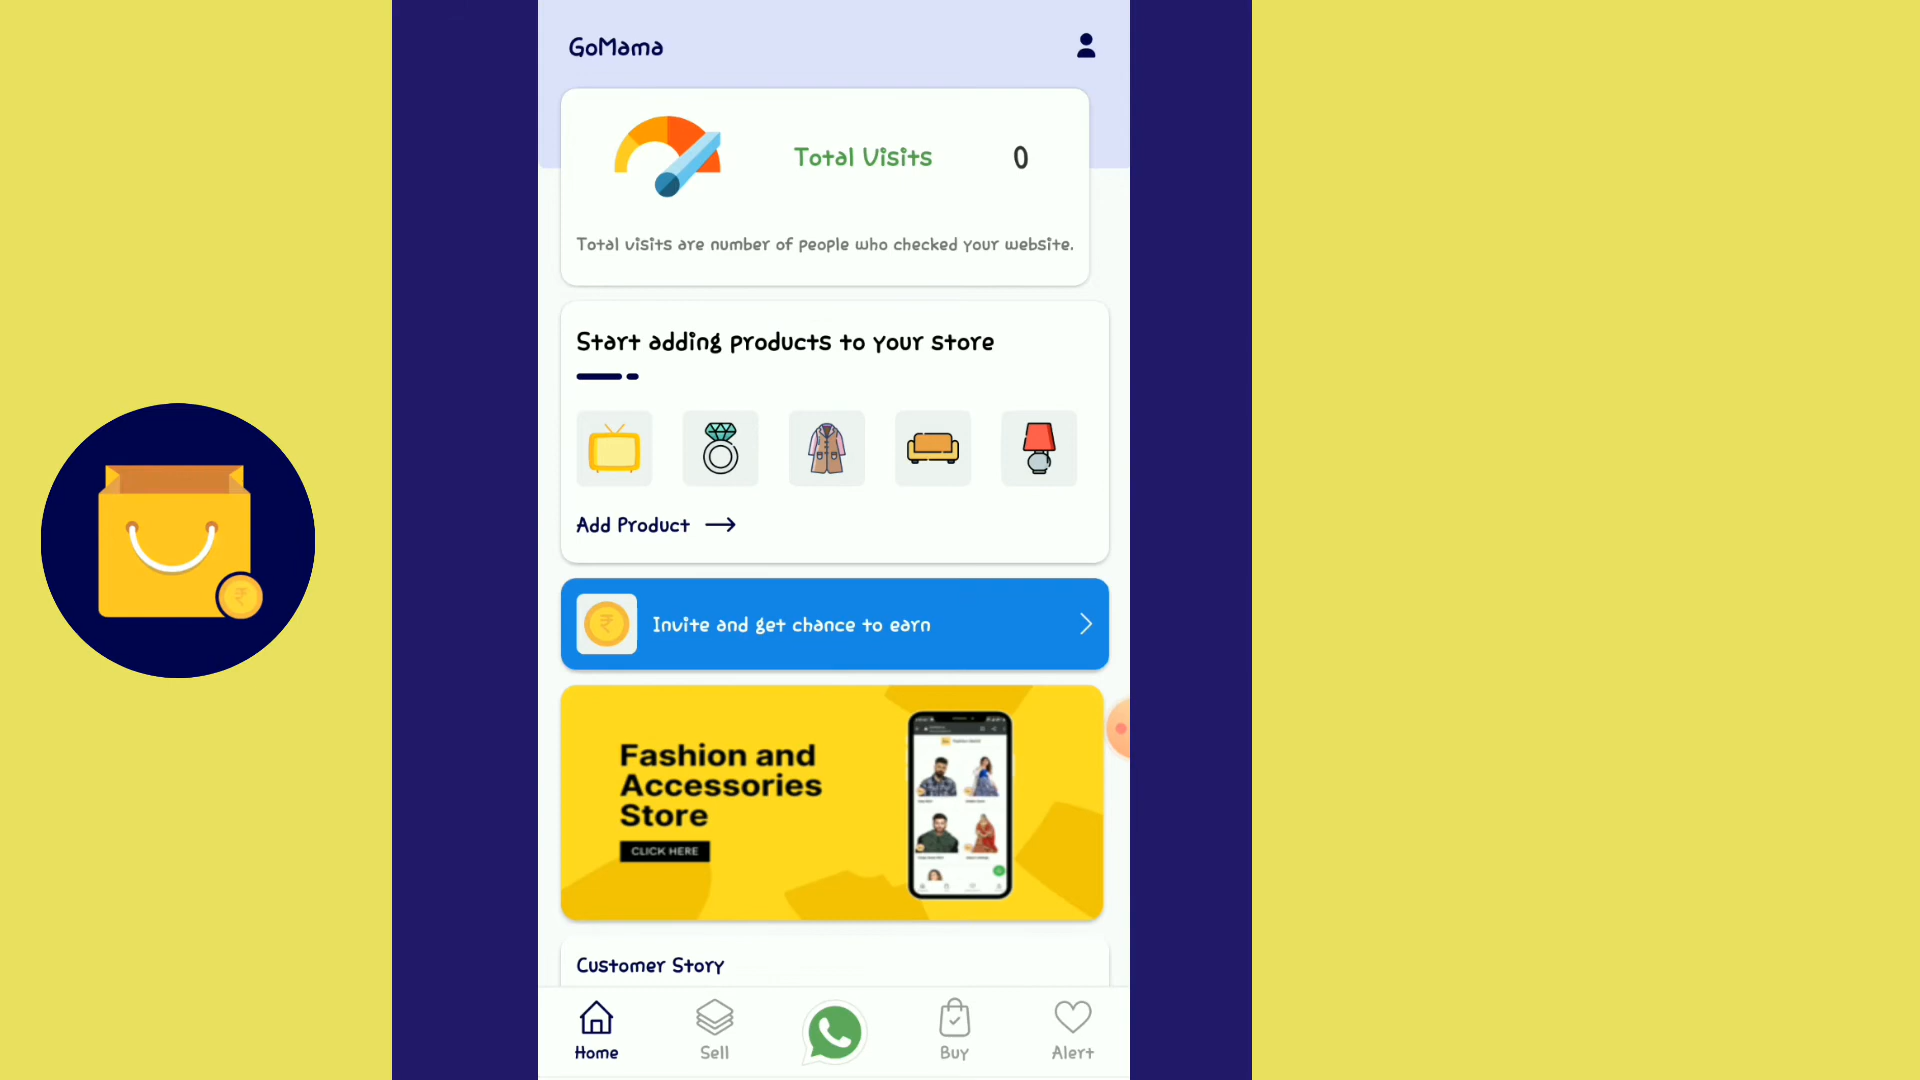 GoMama
Total Visits 0
Total visits are number of people who checked your website.
Start adding products to your store
Add Product
₹
₹ Invite and get chance to earn
Fashion and
Accessories
Store
CLICK HERE
Customer Story
Home Sell Buy Alert